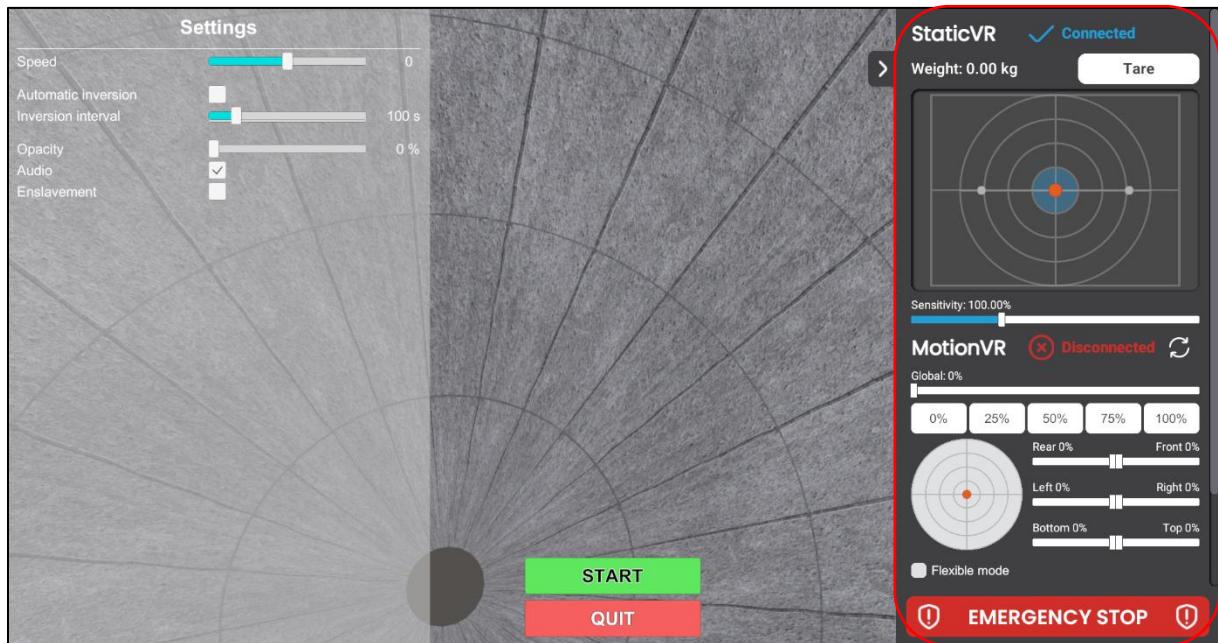 Settings
Speed 0
Automatic inversion
Inversion interval 100 s
Opacity 0 %
Audio
Enslavement
START
QUIT
StaticVR Connected
Weight: 0.00 kg Tare
Sensitivity: 100.00%
MotionVR Disconnected
Global: 0%
0% 25% 50% 75% 100%
Rear 0% Front 0%
Left 0% Right 0%
Bottom 0% Top 0%
Flexible mode
EMERGENCY STOP